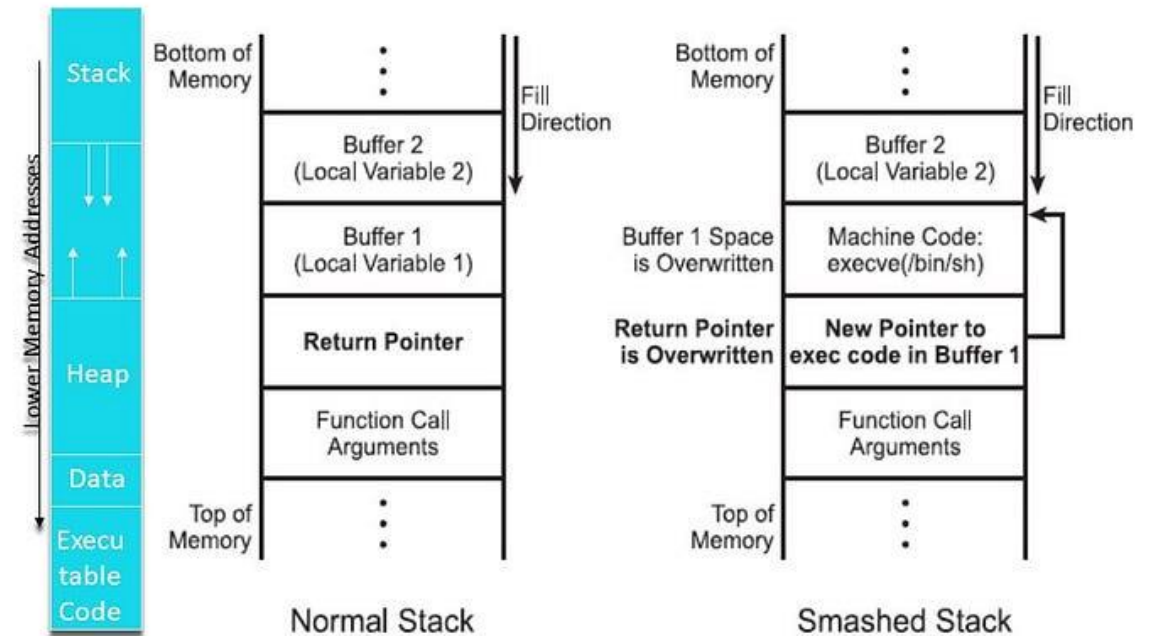 Lower Memory Addresses
Stack
Heap
Data
Execu
table
Code
Bottom of
Memory
Fill
Direction
Buffer 2
(Local Variable 2)
Buffer 1
(Local Variable 1)
Return Pointer
Function Call
Arguments
Top of
Memory
Normal Stack
Bottom of
Memory
Fill
Direction
Buffer 2
(Local Variable 2)
Buffer 1 Space
is Overwritten
Machine Code:
execve(/bin/sh)
Return Pointer
is Overwritten
New Pointer to
exec code in Buffer 1
Function Call
Arguments
Top of
Memory
Smashed Stack